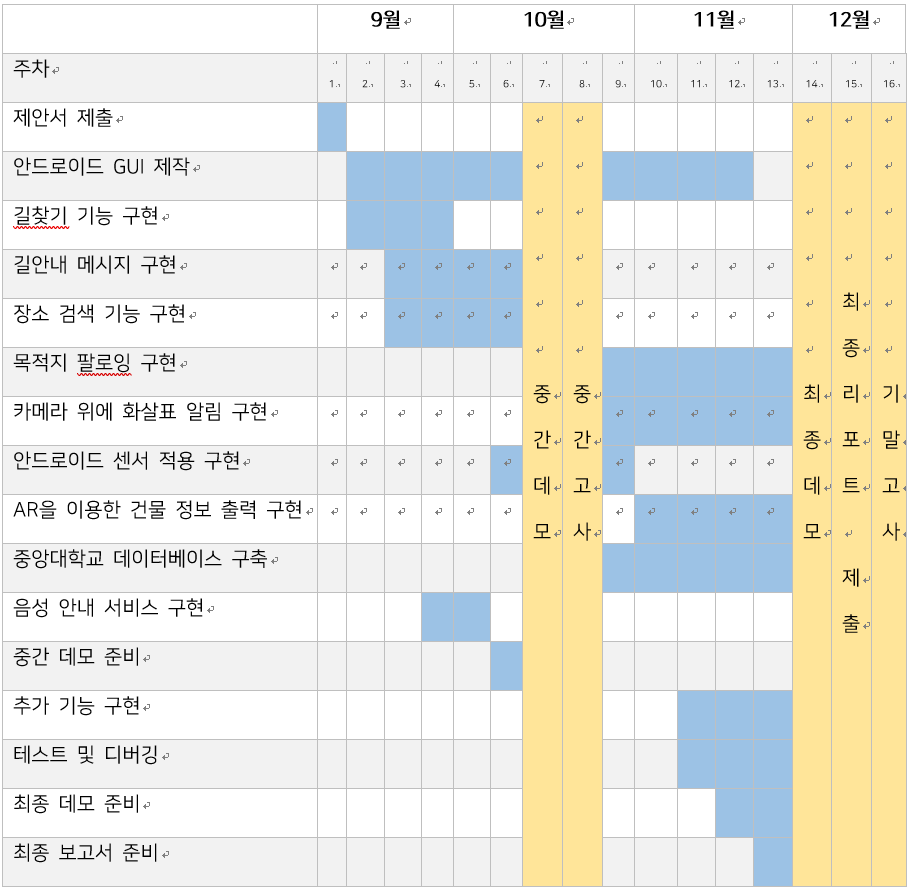 9월 10월 11월 12월
주차 1. 2. 3. 4. 5. 6. 7. 8. 9. 10. 11. 12. 13. 14. 15. 16.
제안서 제출
안드로이드 GUI 제작
길찾기 기능 구현
길안내 메시지 구현
장소 검색 기능 구현
목적지 팔로잉 구현
카메라 위에 화살표 알림 구현
안드로이드 센서 적용 구현
AR을 이용한 건물 정보 출력 구현
중앙대학교 데이터베이스 구축
음성 안내 서비스 구현
중간 데모 준비
추가 기능 구현
테스트 및 디버깅
최종 데모 준비
최종 보고서 준비
중간데모
중간고사
최종데모
최종리포트 제출
기말고사